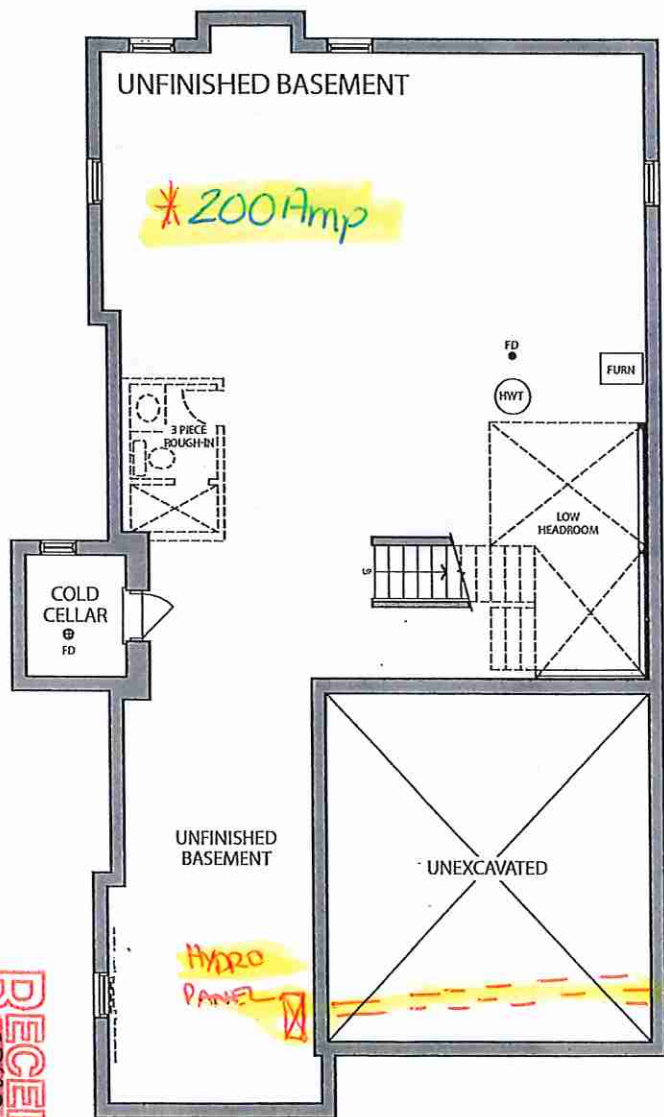 UNFINISHED BASEMENT
* 200 Amp
FD
FURN
HWT
3 PIECE
ROUGH-IN
LOW
HEADROOM
COLD
CELLAR
FD
UNFINISHED
BASEMENT
UNEXCAVATED
HYDRO
PANEL